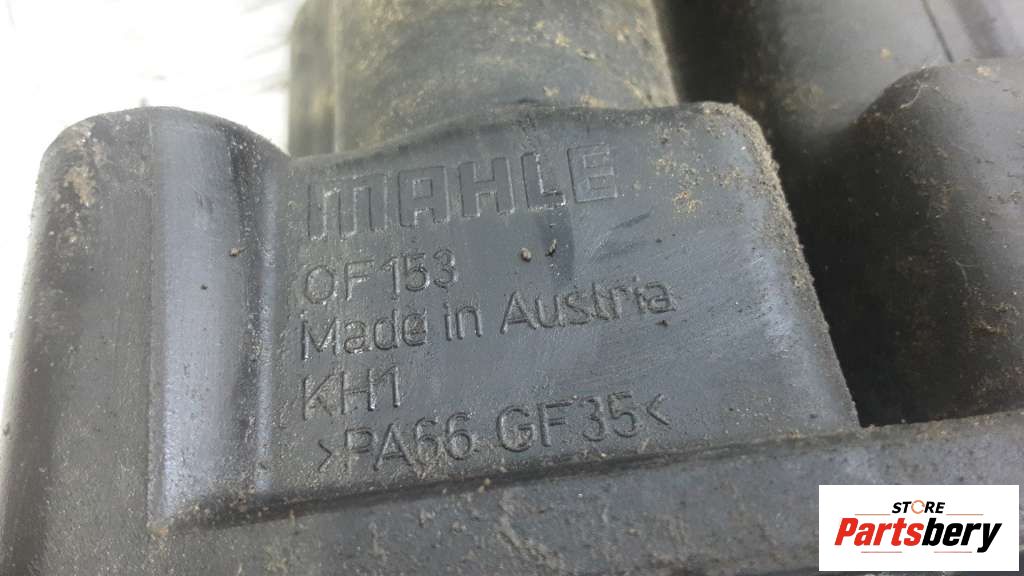 MAHLE
OF153
Made in Austria
KH1
>PA66 GF35<
STORE
Partsbery